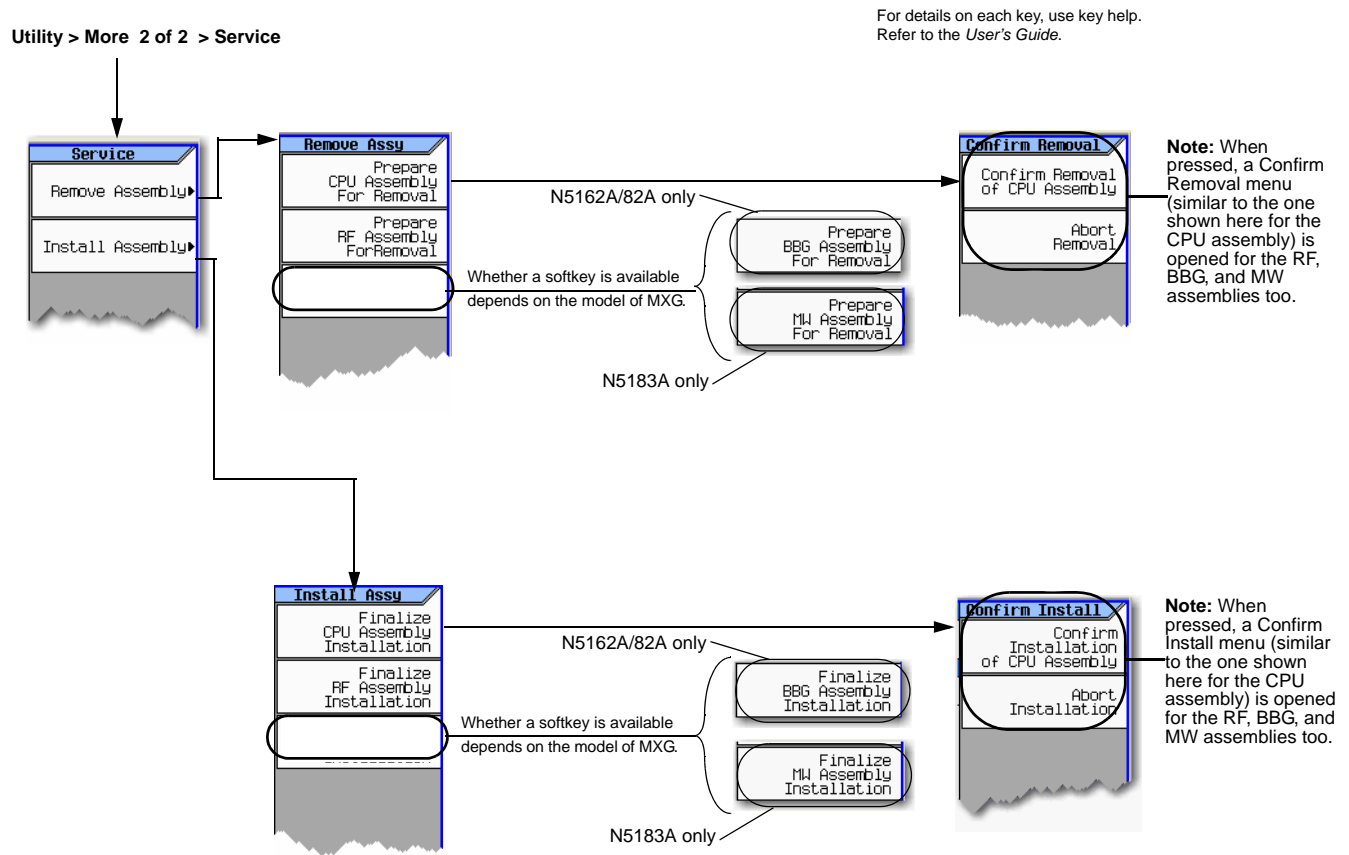 For details on each key, use key help.
Refer to the User's Guide.
Utility > More 2 of 2 > Service
Service
Remove Assembly
Install Assembly
Remove Assy
Prepare
CPU Assembly
For Removal
Prepare
RF Assembly
ForRemoval
Whether a softkey is available
depends on the model of MXG.
N5162A/82A only
Prepare
BBG Assembly
For Removal
Prepare
MW Assembly
For Removal
N5183A only
Confirm Removal
Confirm Removal
of CPU Assembly
Abort
Removal
Note: When
pressed, a Confirm
Removal menu
(similar to the one
shown here for the
CPU assembly) is
opened for the RF,
BBG, and MW
assemblies too.
Install Assy
Finalize
CPU Assembly
Installation
Finalize
RF Assembly
Installation
Whether a softkey is available
depends on the model of MXG.
N5162A/82A only
Finalize
BBG Assembly
Installation
Finalize
MW Assembly
Installation
N5183A only
Confirm Install
Confirm
Installation
of CPU Assembly
Abort
Installation
Note: When
pressed, a Confirm
Install menu (similar
to the one shown
here for the CPU
assembly) is opened
for the RF, BBG, and
MW assemblies too.